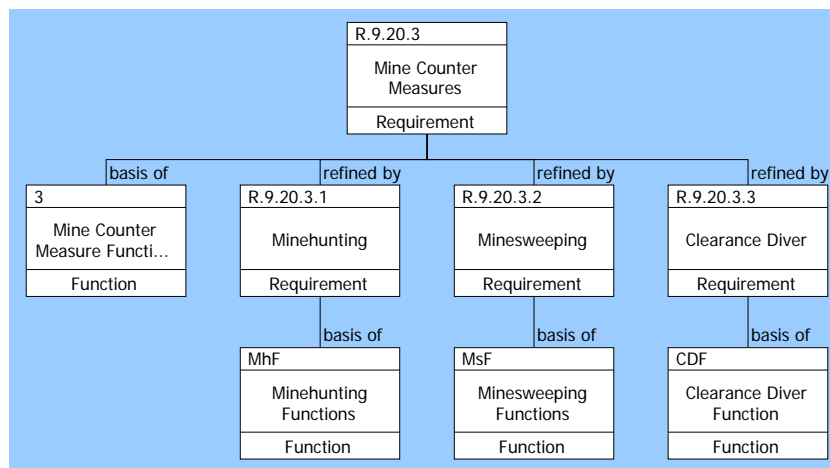 R.9.20.3
Mine Counter
Measures
Requirement
basis of
refined by
refined by
refined by
3
Mine Counter
Measure Functi...
Function
R.9.20.3.1
Minehunting
Requirement
R.9.20.3.2
Minesweeping
Requirement
R.9.20.3.3
Clearance Diver
Requirement
basis of
basis of
basis of
MhF
Minehunting
Functions
Function
MsF
Minesweeping
Functions
Function
CDF
Clearance Diver
Function
Function